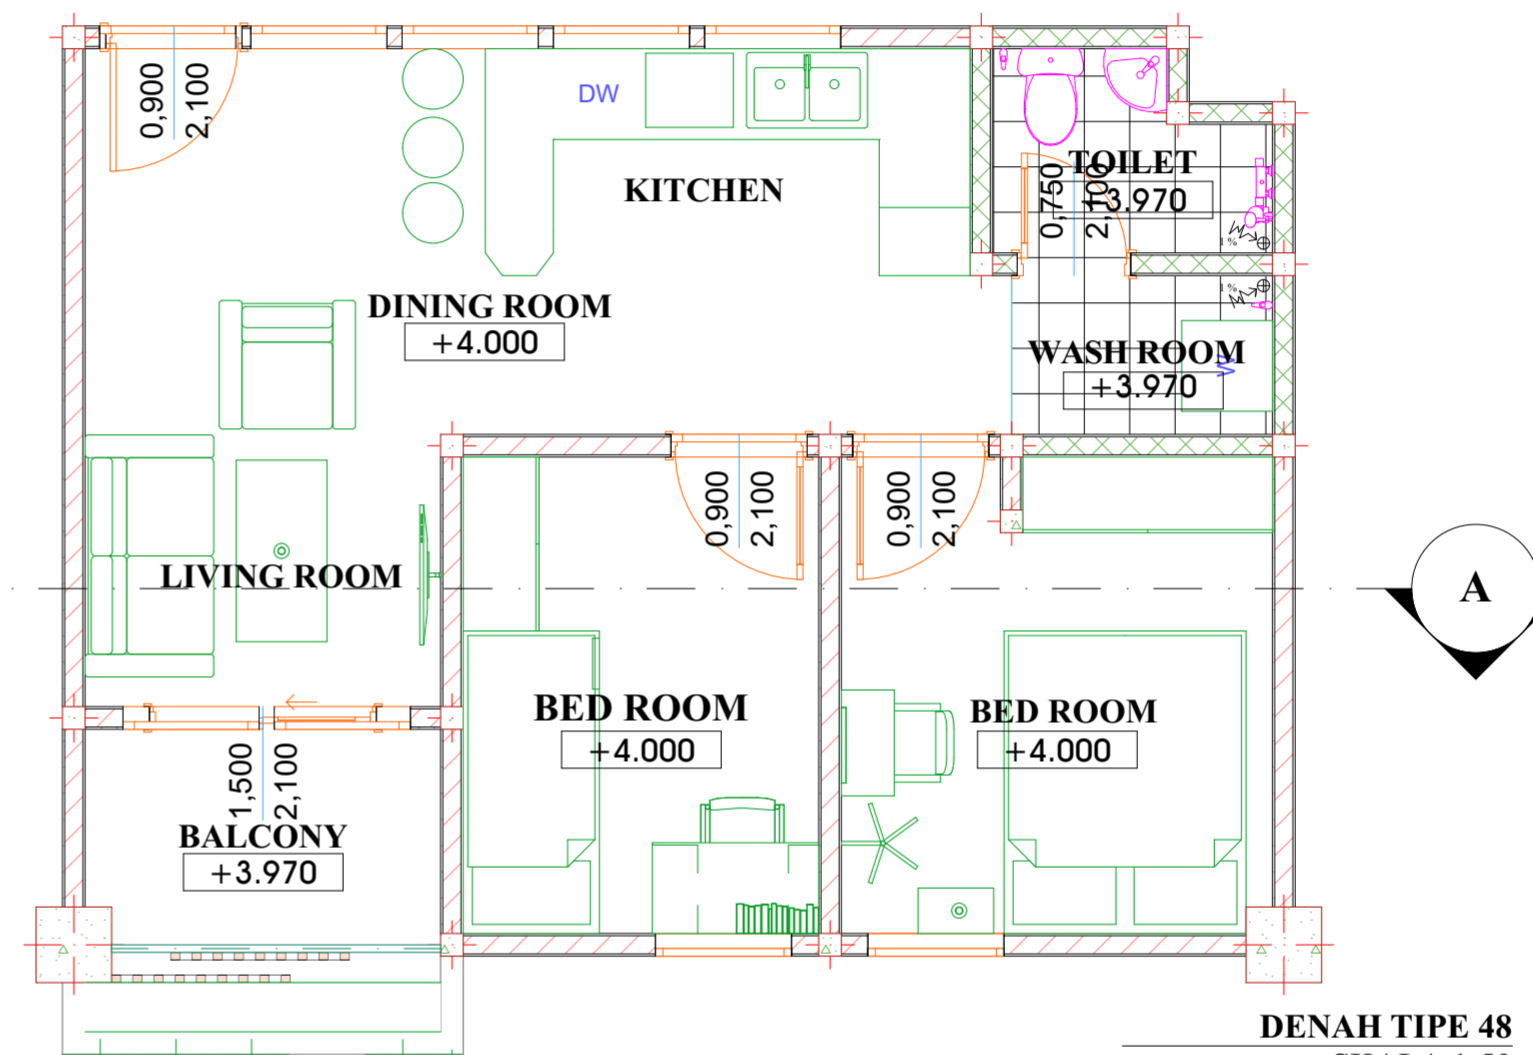 0,900
2,100
DW
KITCHEN
TOILET
+3.970
0,750
2,100
1%
1%
DINING ROOM
+4.000
WASH ROOM
+3.970
W
0,900
2,100
0,900
2,100
LIVING ROOM
A
BED ROOM
+4.000
BED ROOM
+4.000
1,500
2,100
BALCONY
+3.970
DENAH TIPE 48